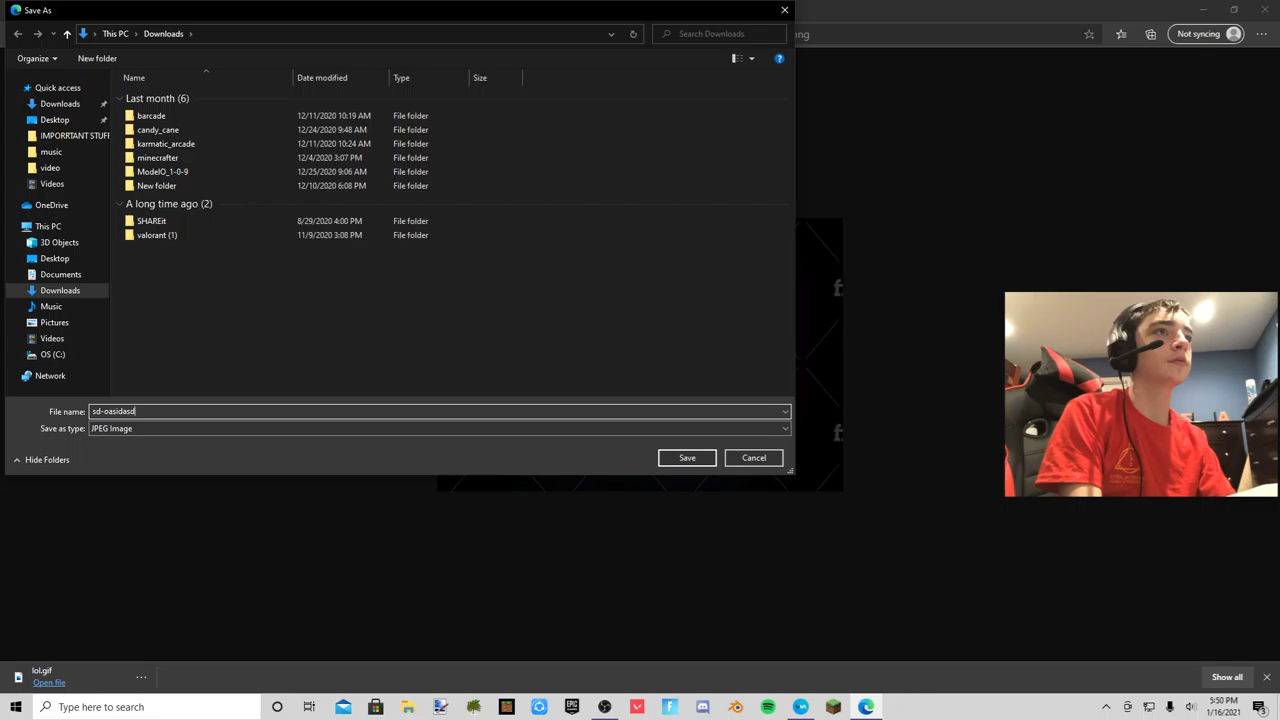 Save As
This PC > Downloads >
Search Downloads
ng
Not syncing
Organize
New folder
Name
Date modified
Type
Size
Quick access
Downloads
Desktop
IMPORRTANT STUFF
music
video
Videos
OneDrive
This PC
3D Objects
Desktop
Documents
Downloads
Music
Pictures
Videos
OS (C:)
Network
Last month (6)
barcade 12/11/2020 10:19 AM File folder
candy_cane 12/24/2020 9:48 AM File folder
karmatic_arcade 12/11/2020 10:24 AM File folder
minecrafter 12/4/2020 3:07 PM File folder
ModelO_1-0-9 12/25/2020 9:06 AM File folder
New folder 12/10/2020 6:08 PM File folder
A long time ago (2)
SHAREit 8/29/2020 4:00 PM File folder
valorant (1) 11/9/2020 3:08 PM File folder
File name: sd-oasidasd
Save as type: JPEG Image
Hide Folders
Save
Cancel
lol.gif
Open file
Show all
Type here to search
EPIC
5:50 PM
1/16/2021
3